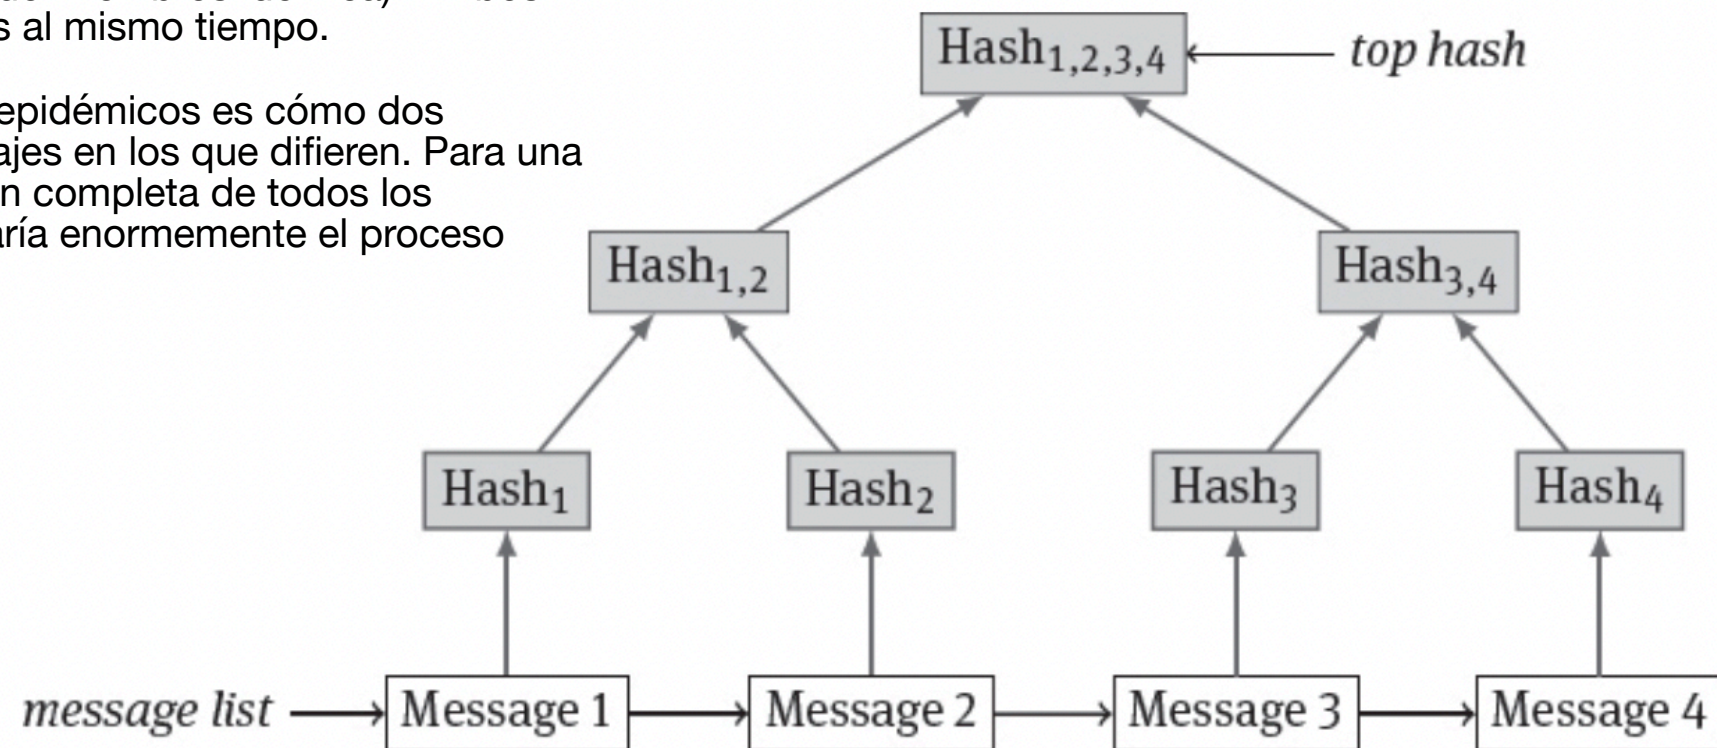 s al mismo tiempo.
epidémicos es cómo dos
ajes en los que difieren. Para una
n completa de todos los
aría enormemente el proceso
Hash1,2,3,4
top hash
Hash1,2
Hash3,4
Hash1
Hash2
Hash3
Hash4
message list
Message 1
Message 2
Message 3
Message 4